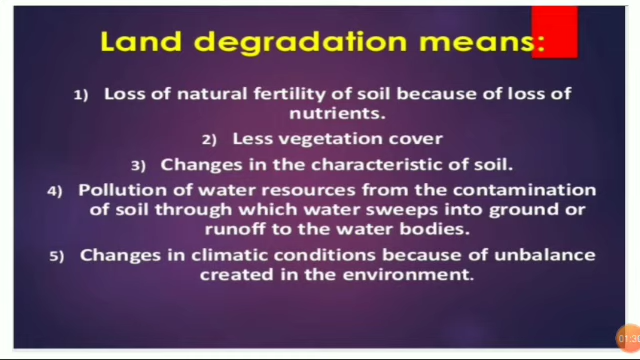 Land degradation means:
1) Loss of natural fertility of soil because of loss of
nutrients.
2) Less vegetation cover
3) Changes in the characteristic of soil.
4) Pollution of water resources from the contamination
of soil through which water sweeps into ground or
runoff to the water bodies.
5) Changes in climatic conditions because of unbalance
created in the environment.